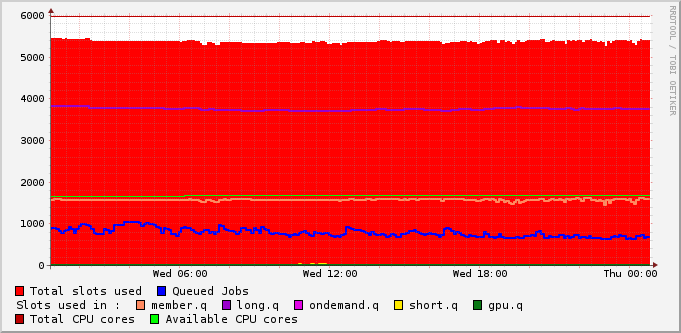 6000
5000
4000
3000
2000
1000
0
Wed 06:00 Wed 12:00 Wed 18:00 Thu 00:00
Total slots used Queued Jobs
Slots used in : member.q long.q ondemand.q short.q gpu.q
Total CPU cores Available CPU cores
RRDTOOL / TOBI OETIKER